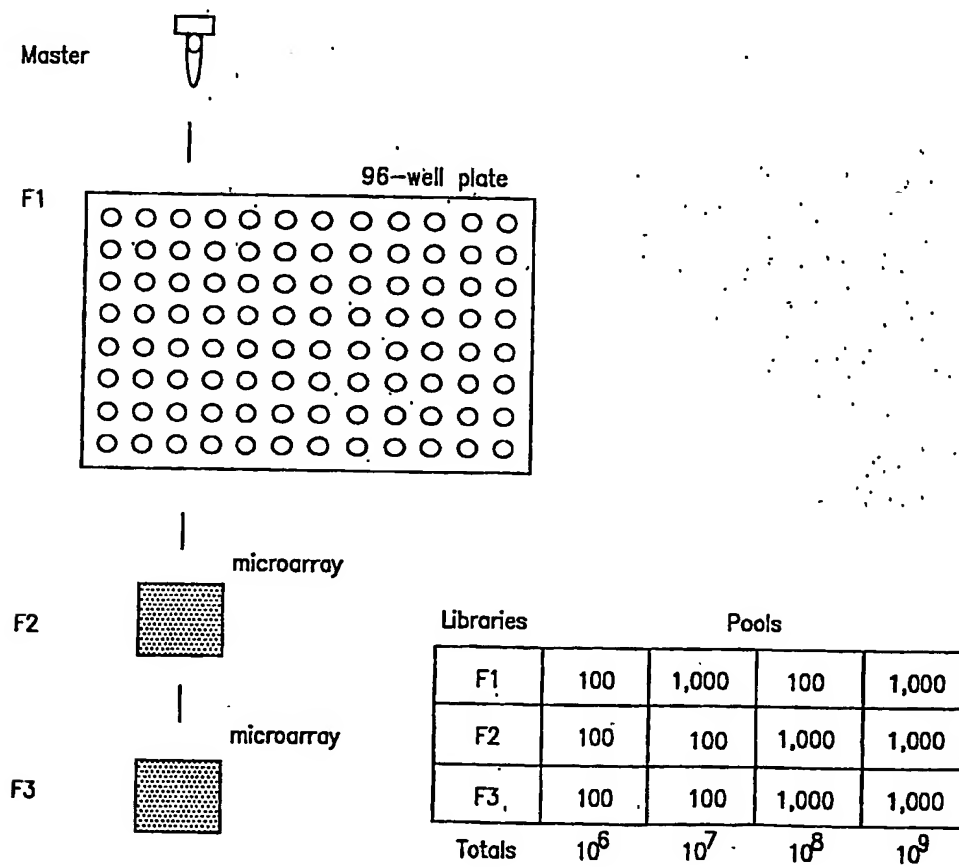 Master
F1
96-well plate
microarray
F2
microarray
F3
Libraries Pools
F1 100 1,000 100 1,000
F2 100 100 1,000 1,000
F3 100 100 1,000 1,000
Totals 10^6 10^7 10^8 10^9